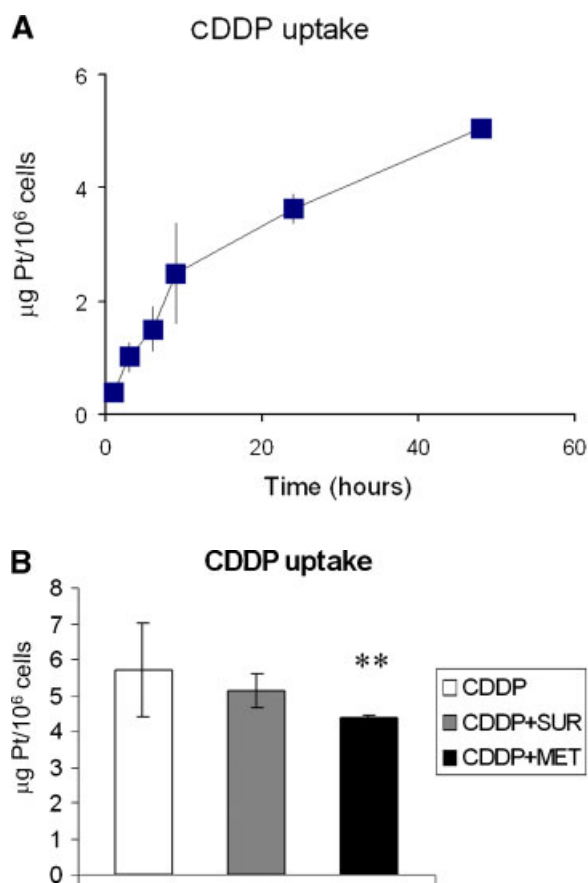 A
CDDP uptake
6
4
2
0
μg Pt/10⁶ cells
0 20 40 60
Time (hours)
B
CDDP uptake
8
7
6
5
4
3
2
1
0
μg Pt/10⁶ cells
**
CDDP
CDDP+SUR
CDDP+MET